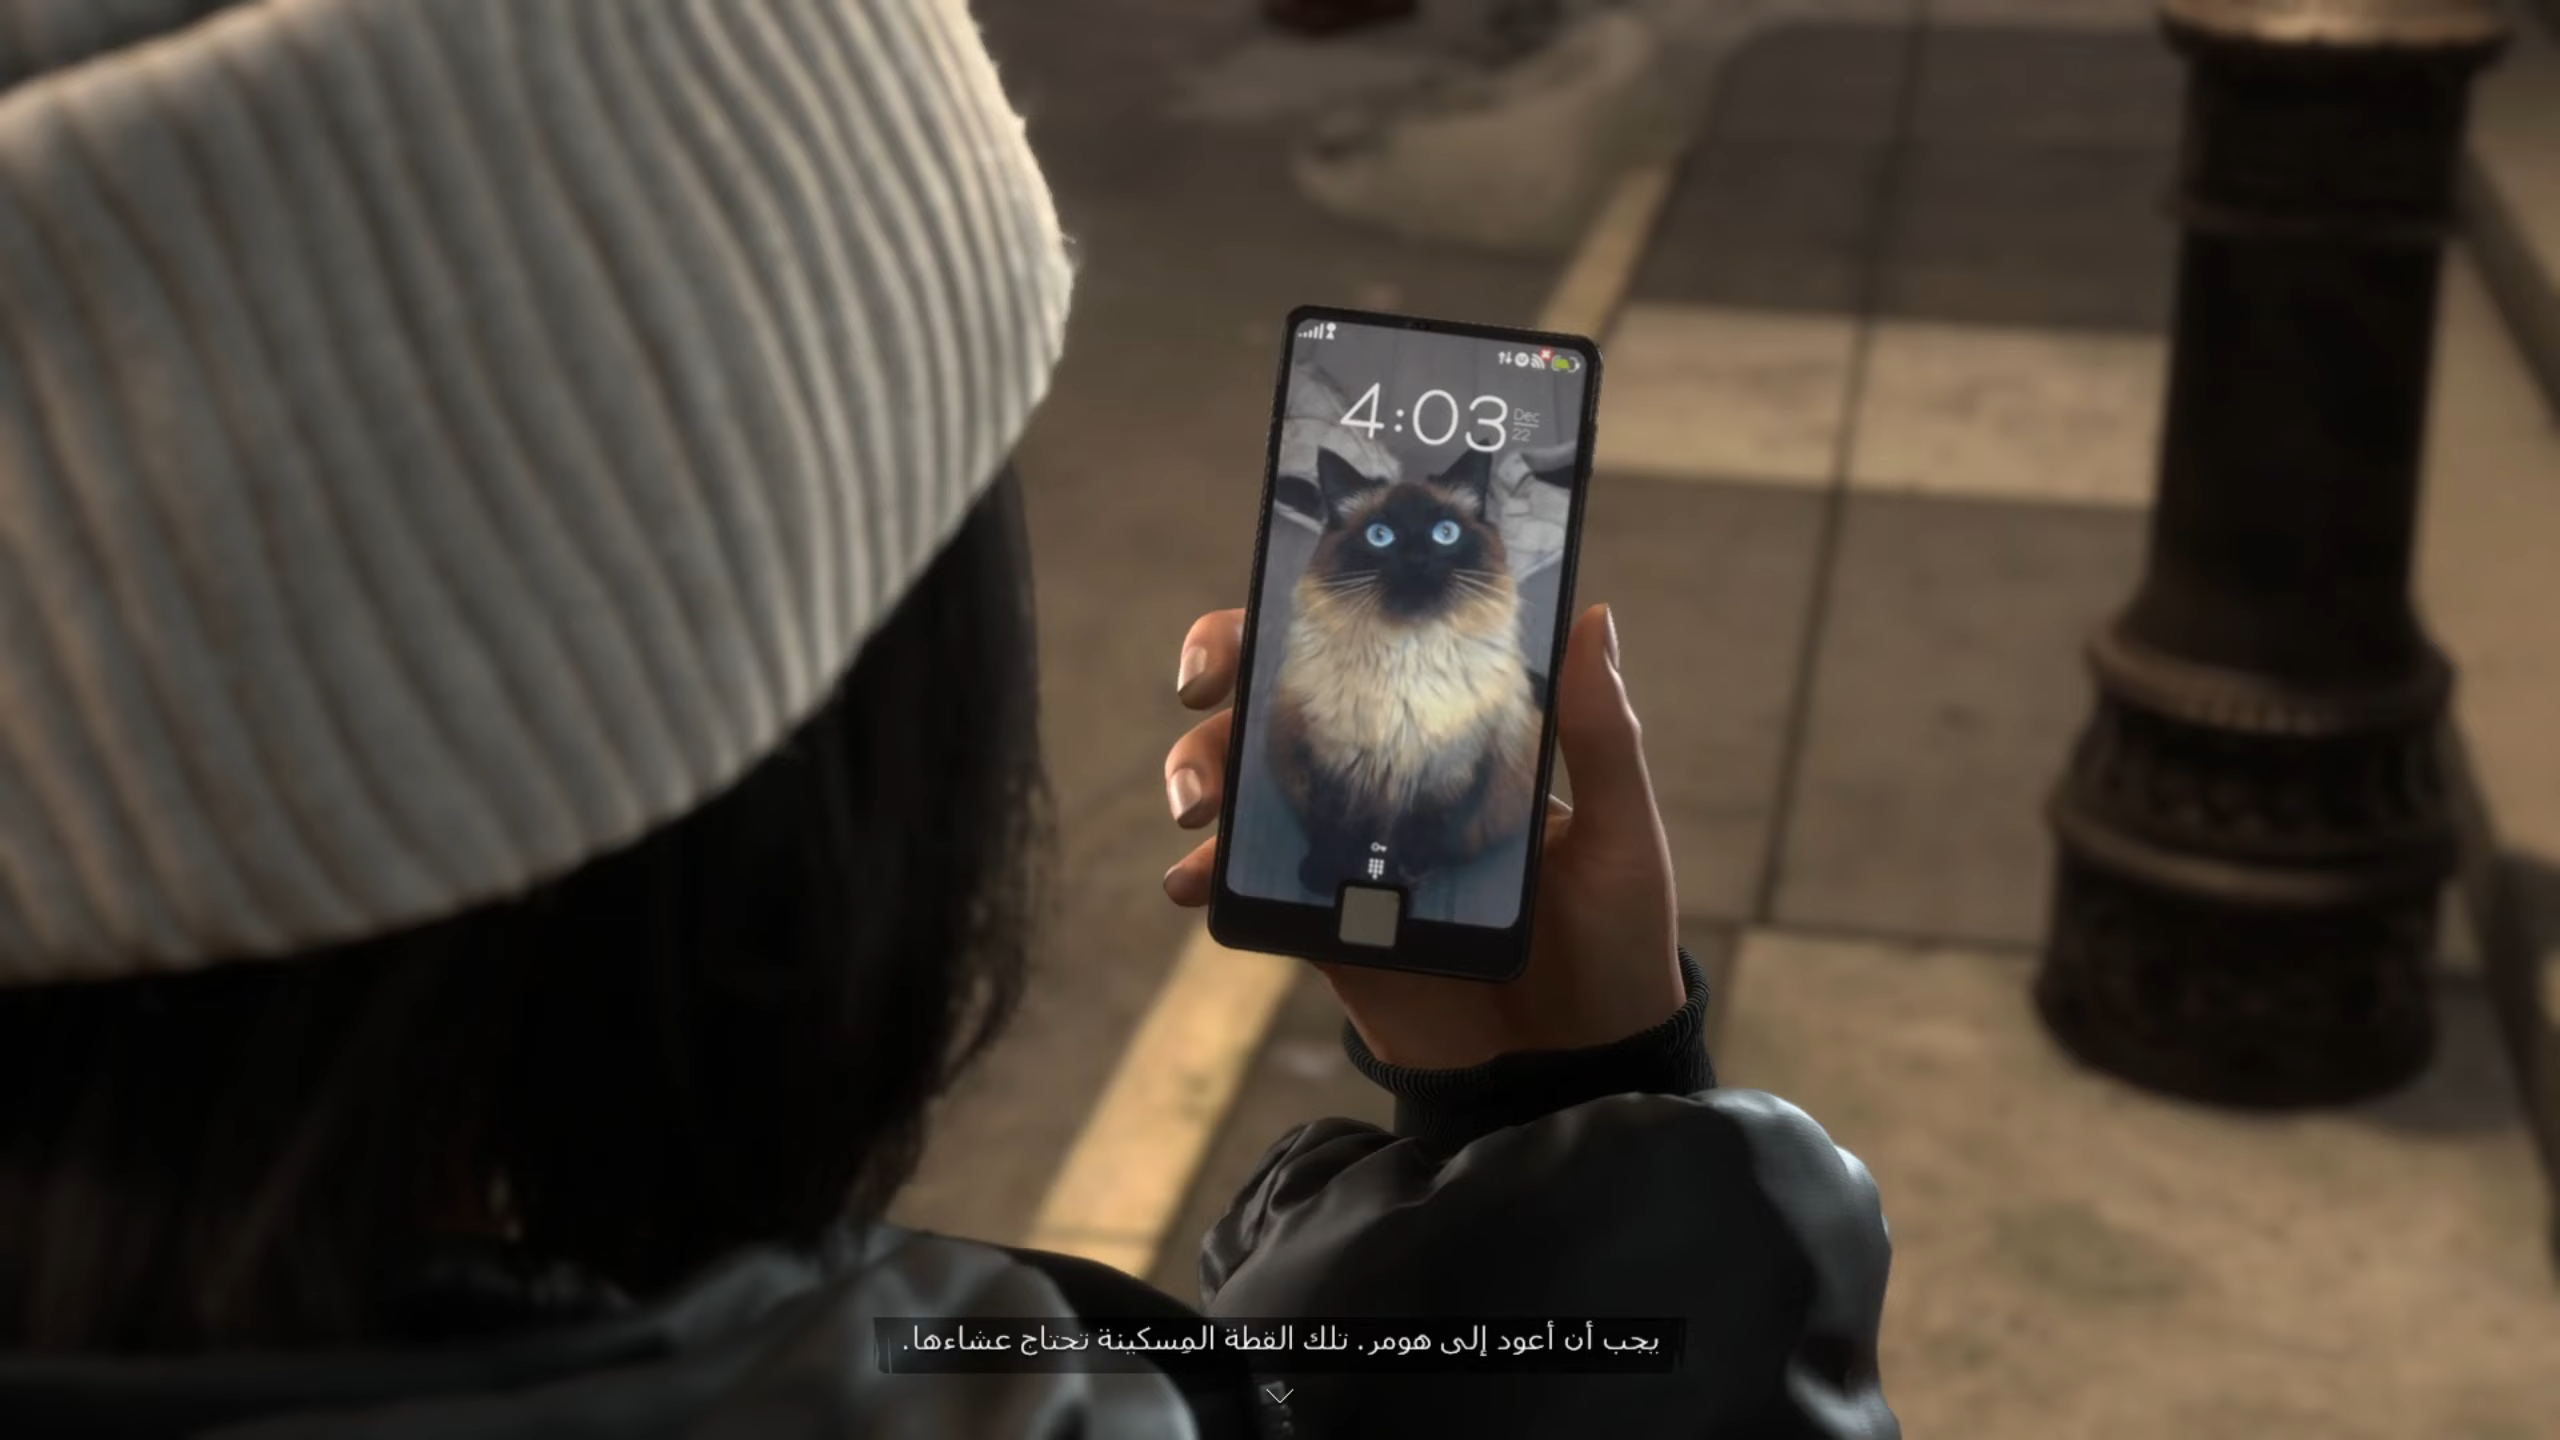 4:03
Dec
22
يجب أن أعود إلى هومر. تلك القطة المِسكينة تحتاج عشاءها.